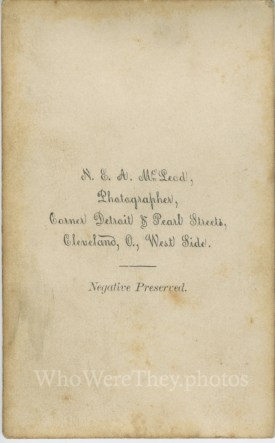 N. E. A. McLeod,
Photographer,
Corner Detroit & Pearl Streets,
Cleveland, O., West Side.
Negative Preserved.
WhoWereThey.photos